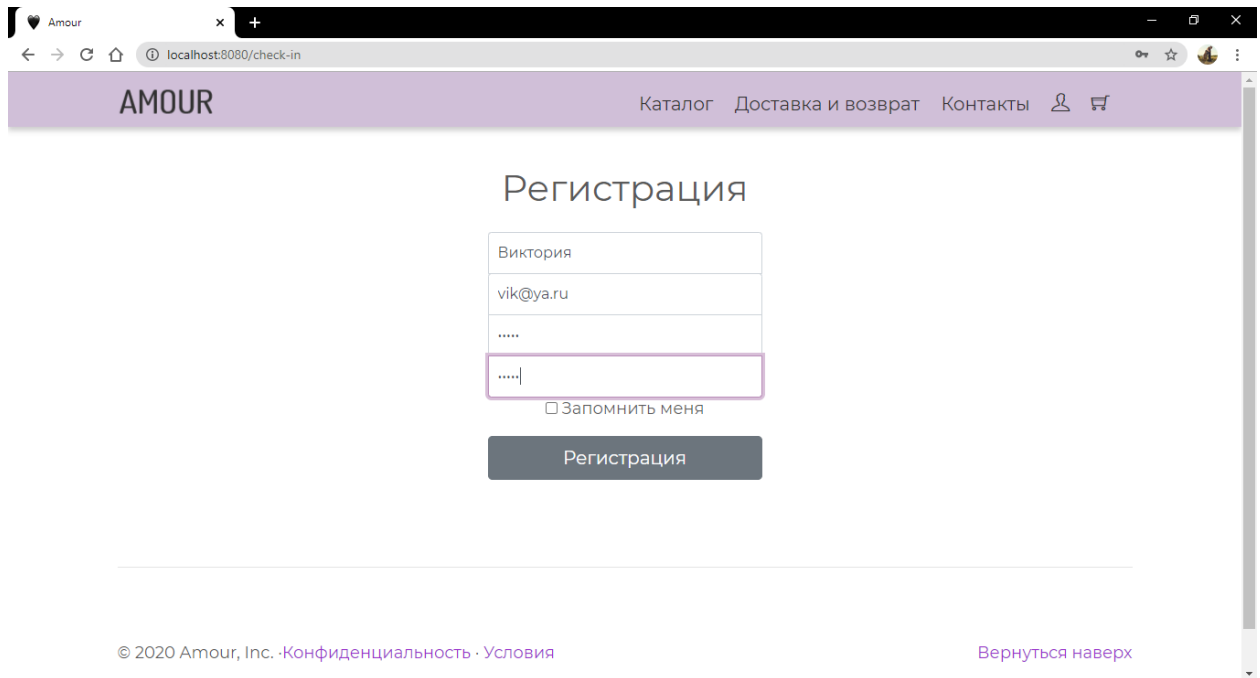 Amour
localhost:8080/check-in
AMOUR
Каталог Доставка и возврат Контакты
Регистрация
Виктория
vik@ya.ru
•••••
•••••
Запомнить меня
Регистрация
© 2020 Amour, Inc. ·Конфиденциальность · Условия
Вернуться наверх